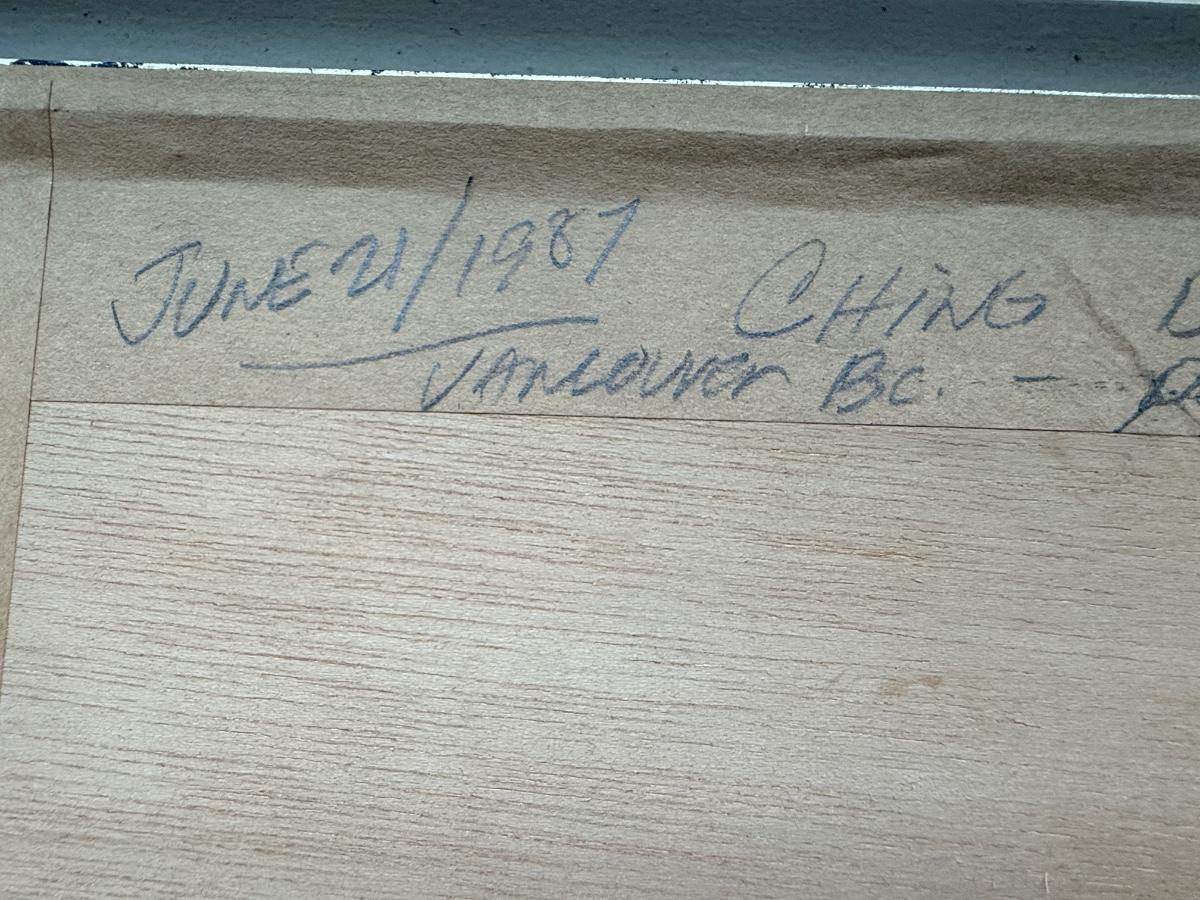 JUNE 21/1987 CHING
VANCOUVER BC. -